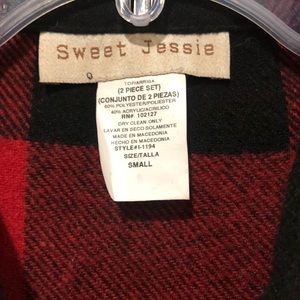 Sweet Jessie
TOP/ARRIBA
(2 PIECE SET)
(CONJUNTO DE 2 PIEZAS)
60% POLYESTER/POLIESTER
40% ACRYLIC/ACRILICO
RN# 102127
DRY CLEAN ONLY
LAVAR EN SECO SOLAMENTE
MADE IN MACEDONIA
HECHO EN MACEDONIA
STYLE#I-1194
SIZE/TALLA
SMALL